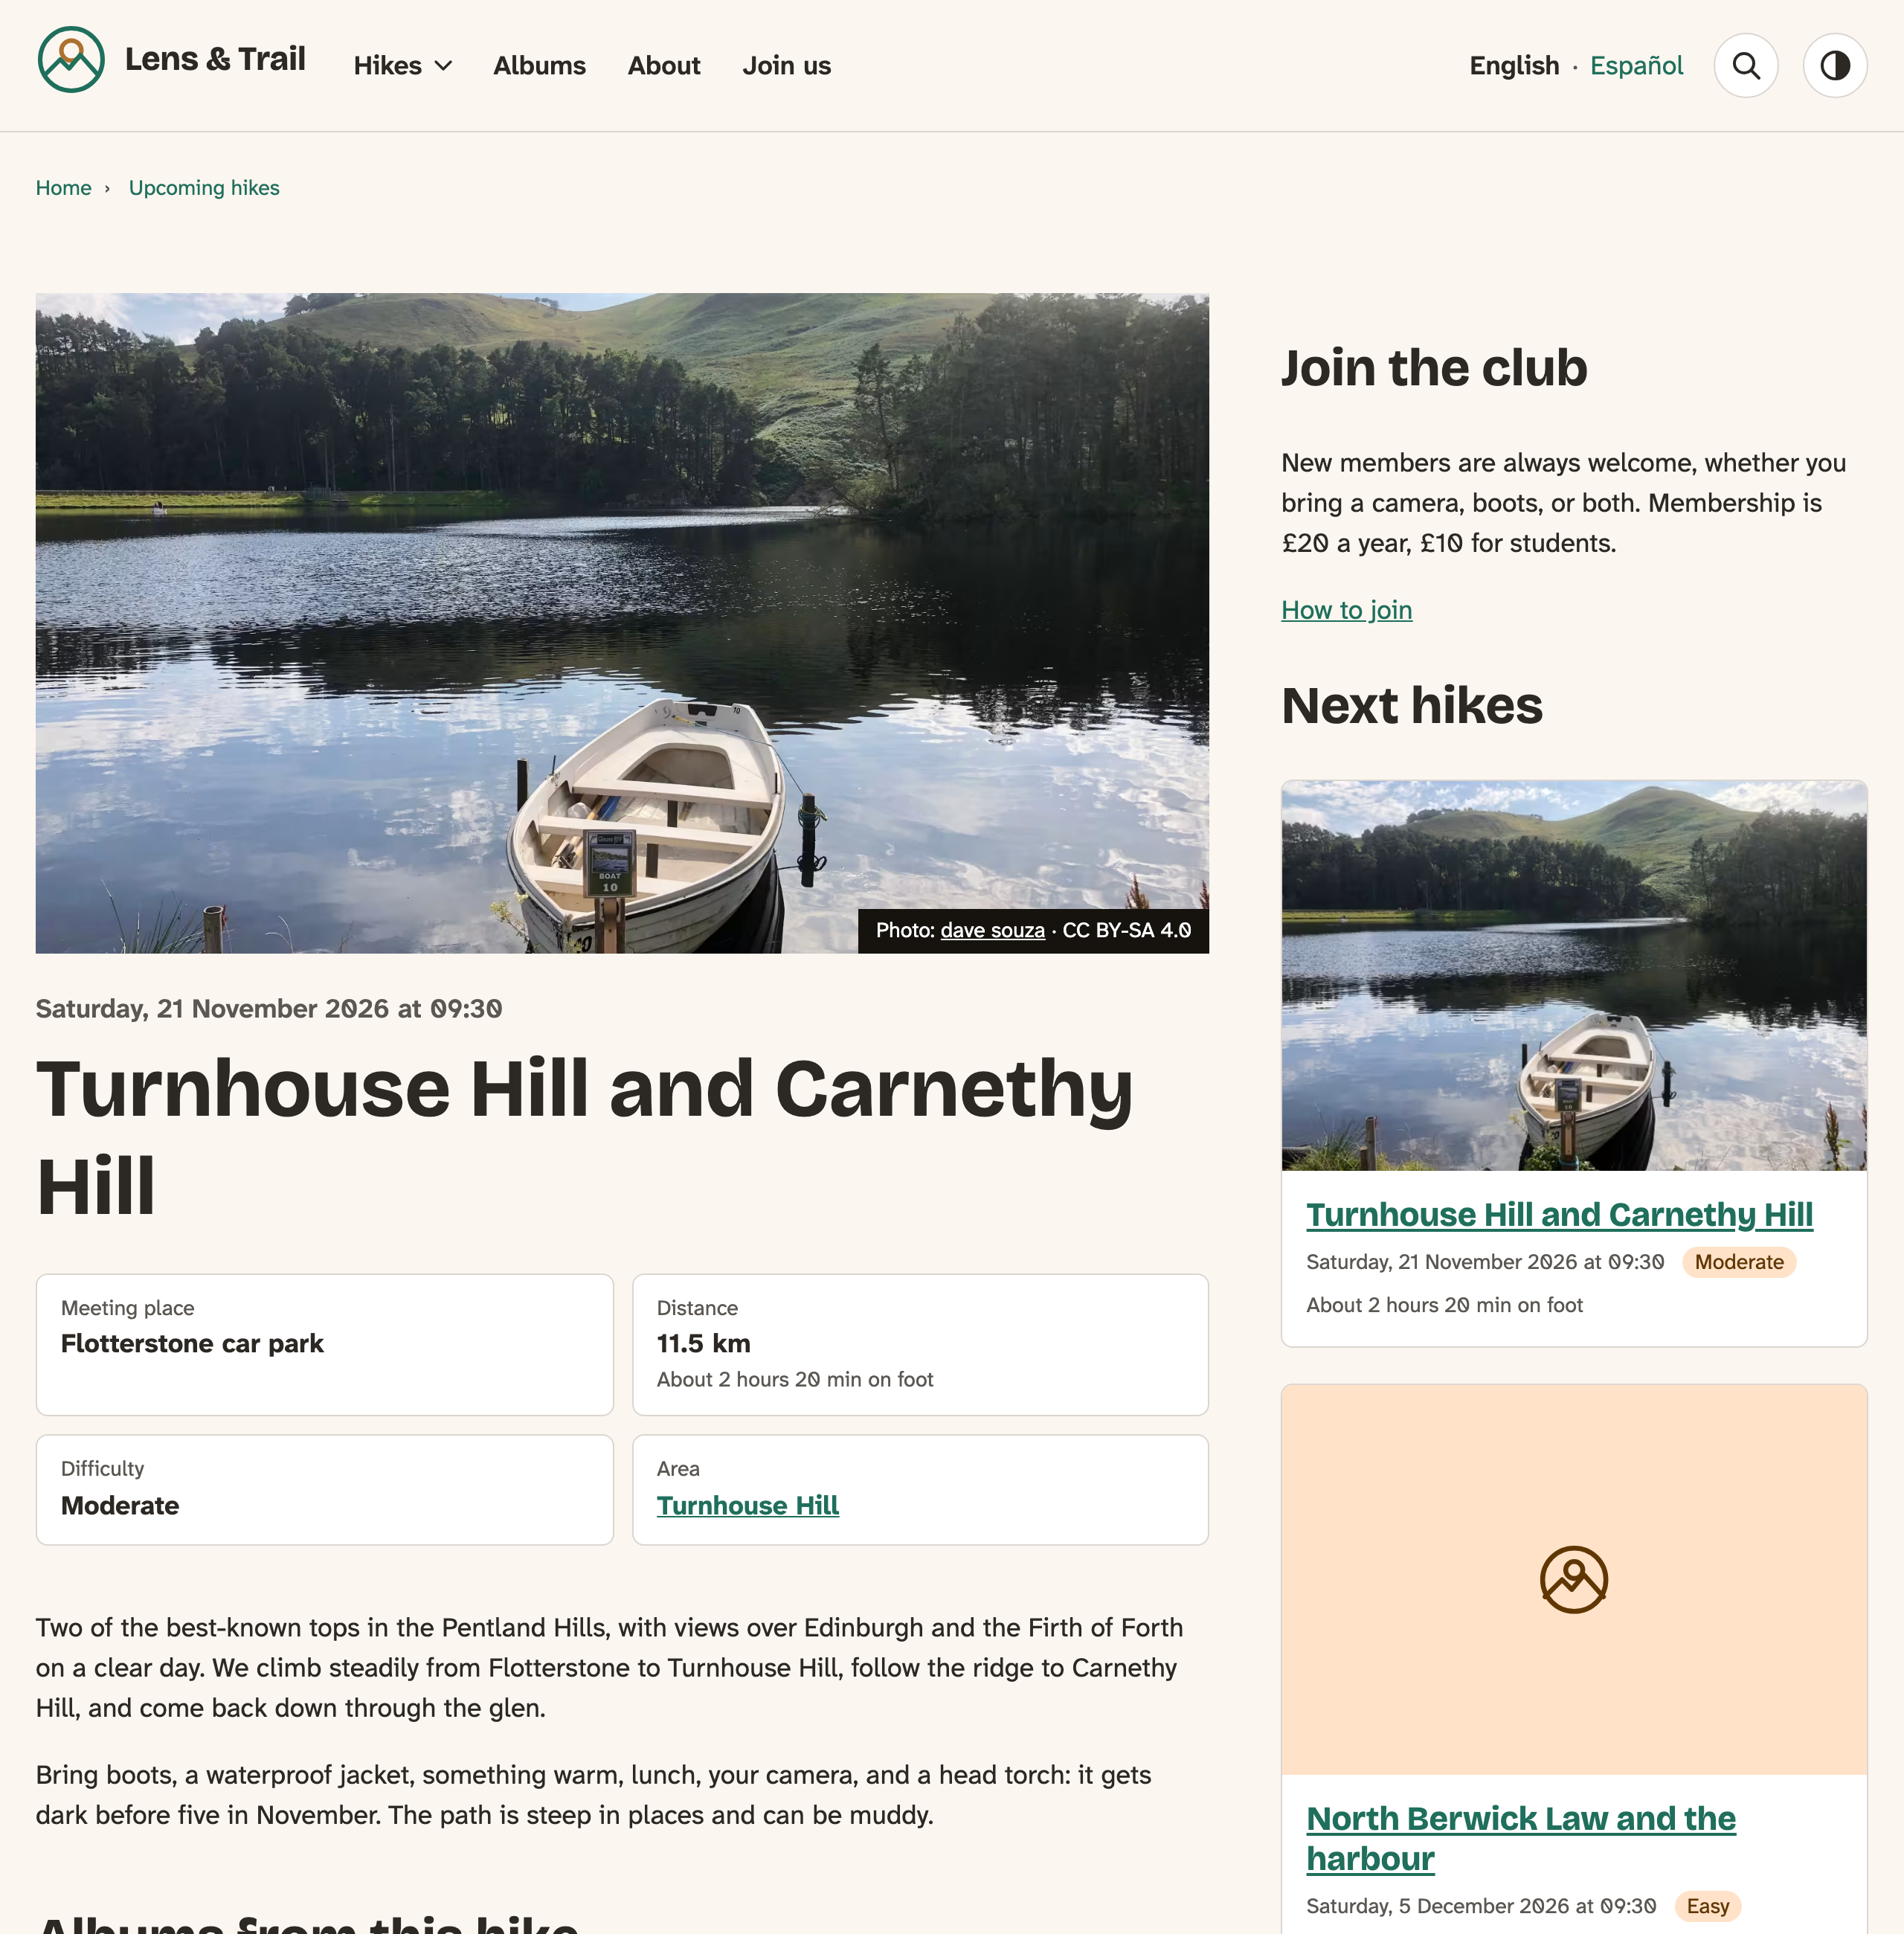 Lens & Trail
Hikes
Albums
About
Join us
English · Español
Home › Upcoming hikes
10
BOAT
10
Photo: dave souza · CC BY-SA 4.0
Saturday, 21 November 2026 at 09:30
Turnhouse Hill and Carnethy
Hill
Meeting place
Flotterstone car park
Distance
11.5 km
About 2 hours 20 min on foot
Difficulty
Moderate
Area
Turnhouse Hill
Two of the best-known tops in the Pentland Hills, with views over Edinburgh and the Firth of Forth
on a clear day. We climb steadily from Flotterstone to Turnhouse Hill, follow the ridge to Carnethy
Hill, and come back down through the glen.
Bring boots, a waterproof jacket, something warm, lunch, your camera, and a head torch: it gets
dark before five in November. The path is steep in places and can be muddy.
Albums from this hike
Join the club
New members are always welcome, whether you
bring a camera, boots, or both. Membership is
£20 a year, £10 for students.
How to join
Next hikes
Turnhouse Hill and Carnethy Hill
Saturday, 21 November 2026 at 09:30 Moderate
About 2 hours 20 min on foot
North Berwick Law and the
harbour
Saturday, 5 December 2026 at 09:30 Easy